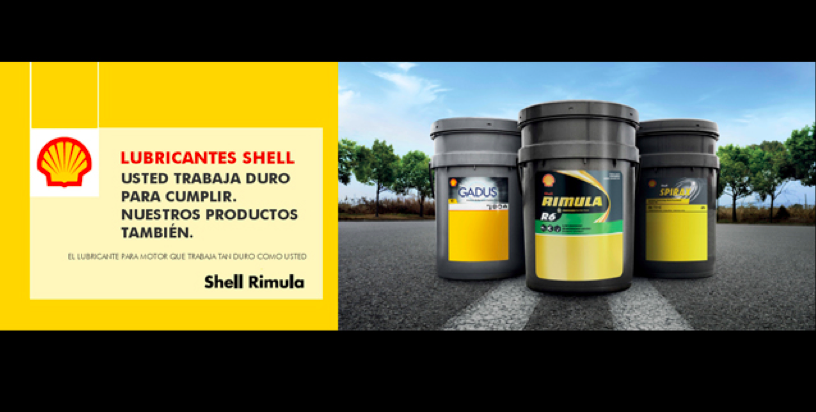 LUBRICANTES SHELL
USTED TRABAJA DURO
PARA CUMPLIR.
NUESTROS PRODUCTOS
TAMBIÉN.
EL LUBRICANTE PARA MOTOR QUE TRABAJA TAN DURO COMO USTED
Shell Rimula
GADUS
RIMULA
R6
SPIRAX